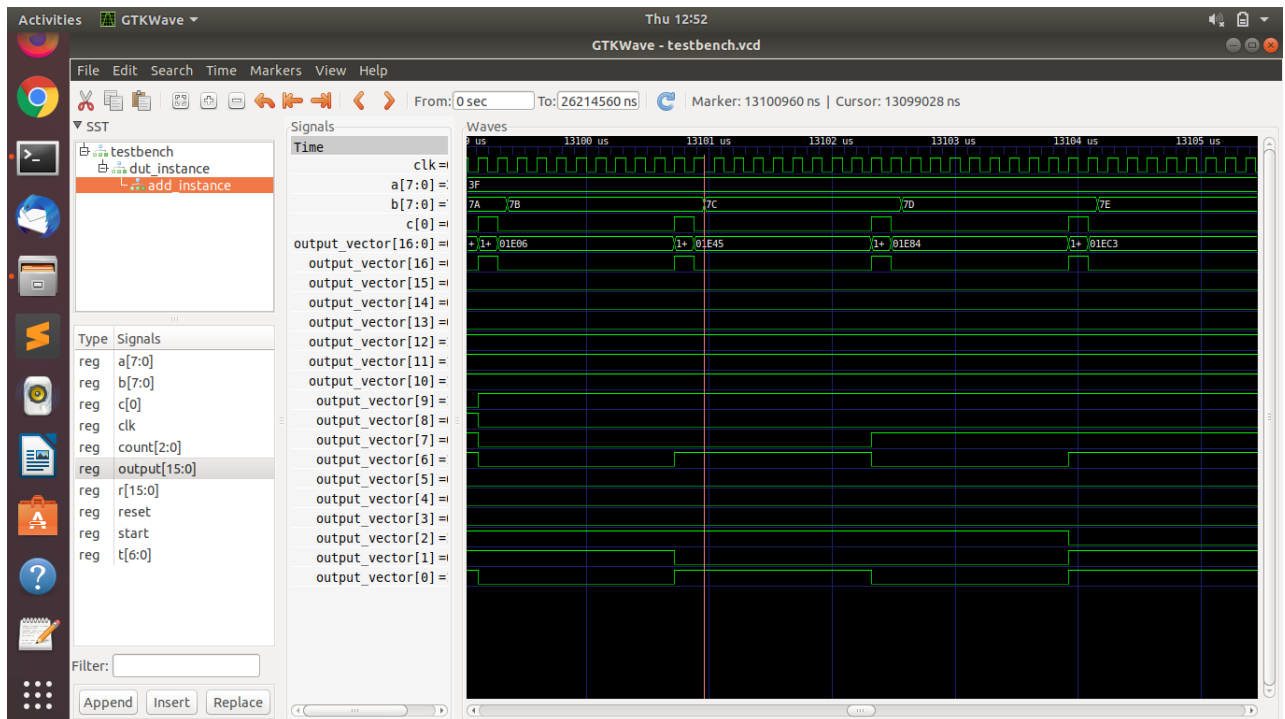 Activities GTKWave Thu 12:52
GTKWave - testbench.vcd
File Edit Search Time Markers View Help
From: 0 sec To: 26214560 ns Marker: 13100960 ns | Cursor: 13099028 ns
SST
testbench
dut_instance
add_instance
Type Signals
reg a[7:0]
reg b[7:0]
reg c[0]
reg clk
reg count[2:0]
reg output[15:0]
reg r[15:0]
reg reset
reg start
reg t[6:0]
Filter:
Append Insert Replace
Signals
Time
clk =
a[7:0] =
b[7:0] =
c[0] =
output_vector[16:0] =
output_vector[16] =
output_vector[15] =
output_vector[14] =
output_vector[13] =
output_vector[12] =
output_vector[11] =
output_vector[10] =
output_vector[9] =
output_vector[8] =
output_vector[7] =
output_vector[6] =
output_vector[5] =
output_vector[4] =
output_vector[3] =
output_vector[2] =
output_vector[1] =
output_vector[0] =
Waves
us 13100 us 13101 us 13102 us 13103 us 13104 us 13105 us
3F
7A 7B 7C 7D 7E
+ 1+ 01E06 1+ 01E45 1+ 01E84 1+ 01EC3